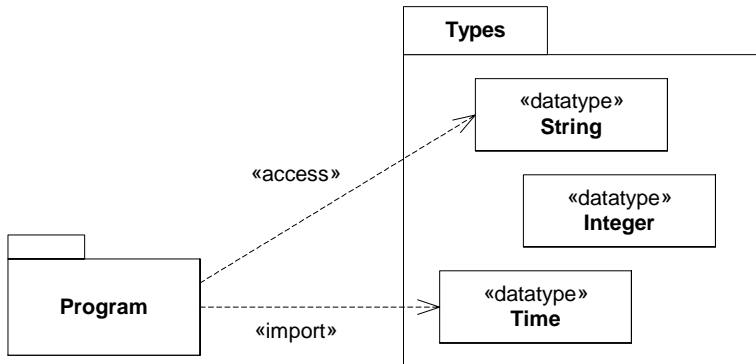 Types
«datatype»
String
«access»
«datatype»
Integer
Program
«datatype»
Time
«import»